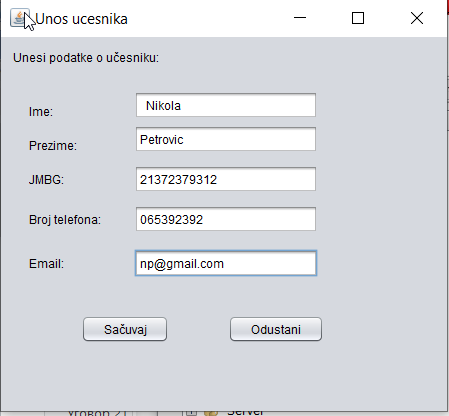 Unos ucesnika
Unesi podatke o učesniku:
Ime: Nikola
Prezime: Petrovic
JMBG: 21372379312
Broj telefona: 065392392
Email: np@gmail.com
Sačuvaj Odustani
Server